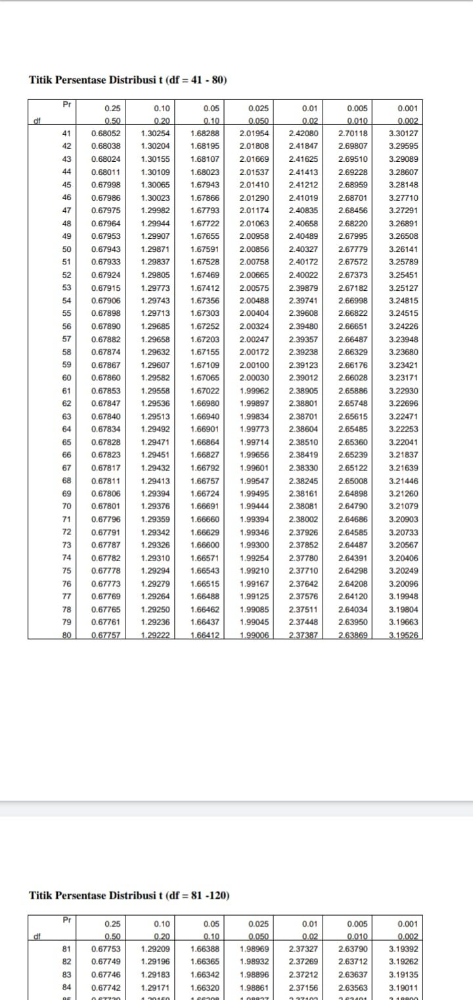 Titik Persentase Distribusi t (df = 41 - 80)
Pr 0.25 0.10 0.05 0.025 0.01 0.005 0.001
df 0.50 0.20 0.10 0.050 0.02 0.010 0.002
41 0.68052 1.30254 1.68288 2.01954 2.42080 2.70118 3.30127
42 0.68038 1.30204 1.68195 2.01808 2.41847 2.69807 3.29595
43 0.68024 1.30155 1.68107 2.01669 2.41625 2.69510 3.29089
44 0.68011 1.30109 1.68023 2.01537 2.41413 2.69228 3.28607
45 0.67998 1.30065 1.67943 2.01410 2.41212 2.68959 3.28148
46 0.67986 1.30023 1.67866 2.01290 2.41019 2.68701 3.27710
47 0.67975 1.29982 1.67793 2.01174 2.40835 2.68456 3.27291
48 0.67964 1.29944 1.67722 2.01063 2.40658 2.68220 3.26891
49 0.67953 1.29907 1.67655 2.00958 2.40489 2.67995 3.26508
50 0.67943 1.29871 1.67591 2.00856 2.40327 2.67779 3.26141
51 0.67933 1.29837 1.67528 2.00758 2.40172 2.67572 3.25789
52 0.67924 1.29805 1.67469 2.00665 2.40022 2.67373 3.25451
53 0.67915 1.29773 1.67412 2.00575 2.39879 2.67182 3.25127
54 0.67906 1.29743 1.67356 2.00488 2.39741 2.66998 3.24815
55 0.67898 1.29713 1.67303 2.00404 2.39608 2.66822 3.24515
56 0.67890 1.29685 1.67252 2.00324 2.39480 2.66651 3.24226
57 0.67882 1.29658 1.67203 2.00247 2.39357 2.66487 3.23948
58 0.67874 1.29632 1.67155 2.00172 2.39238 2.66329 3.23680
59 0.67867 1.29607 1.67109 2.00100 2.39123 2.66176 3.23421
60 0.67860 1.29582 1.67065 2.00030 2.39012 2.66028 3.23171
61 0.67853 1.29558 1.67022 1.99962 2.38905 2.65886 3.22930
62 0.67847 1.29536 1.66980 1.99897 2.38801 2.65748 3.22696
63 0.67840 1.29513 1.66940 1.99834 2.38701 2.65615 3.22471
64 0.67834 1.29492 1.66901 1.99773 2.38604 2.65485 3.22253
65 0.67828 1.29471 1.66864 1.99714 2.38510 2.65360 3.22041
66 0.67823 1.29451 1.66827 1.99656 2.38419 2.65239 3.21837
67 0.67817 1.29432 1.66792 1.99601 2.38330 2.65122 3.21639
68 0.67811 1.29413 1.66757 1.99547 2.38245 2.65008 3.21446
69 0.67806 1.29394 1.66724 1.99495 2.38161 2.64898 3.21260
70 0.67801 1.29376 1.66691 1.99444 2.38081 2.64790 3.21079
71 0.67796 1.29359 1.66660 1.99394 2.38002 2.64686 3.20903
72 0.67791 1.29342 1.66629 1.99346 2.37926 2.64585 3.20733
73 0.67787 1.29326 1.66600 1.99300 2.37852 2.64487 3.20567
74 0.67782 1.29310 1.66571 1.99254 2.37780 2.64391 3.20406
75 0.67778 1.29294 1.66543 1.99210 2.37710 2.64298 3.20249
76 0.67773 1.29279 1.66515 1.99167 2.37642 2.64208 3.20096
77 0.67769 1.29264 1.66488 1.99125 2.37576 2.64120 3.19948
78 0.67765 1.29250 1.66462 1.99085 2.37511 2.64034 3.19804
79 0.67761 1.29236 1.66437 1.99045 2.37448 2.63950 3.19663
80 0.67757 1.29222 1.66412 1.99006 2.37387 2.63869 3.19526
Titik Persentase Distribusi t (df = 81 -120)
Pr 0.25 0.10 0.05 0.025 0.01 0.005 0.001
df 0.50 0.20 0.10 0.050 0.02 0.010 0.002
81 0.67753 1.29209 1.66388 1.98969 2.37327 2.63790 3.19392
82 0.67749 1.29196 1.66365 1.98932 2.37269 2.63712 3.19262
83 0.67746 1.29183 1.66342 1.98896 2.37212 2.63637 3.19135
84 0.67742 1.29171 1.66320 1.98861 2.37156 2.63563 3.19011